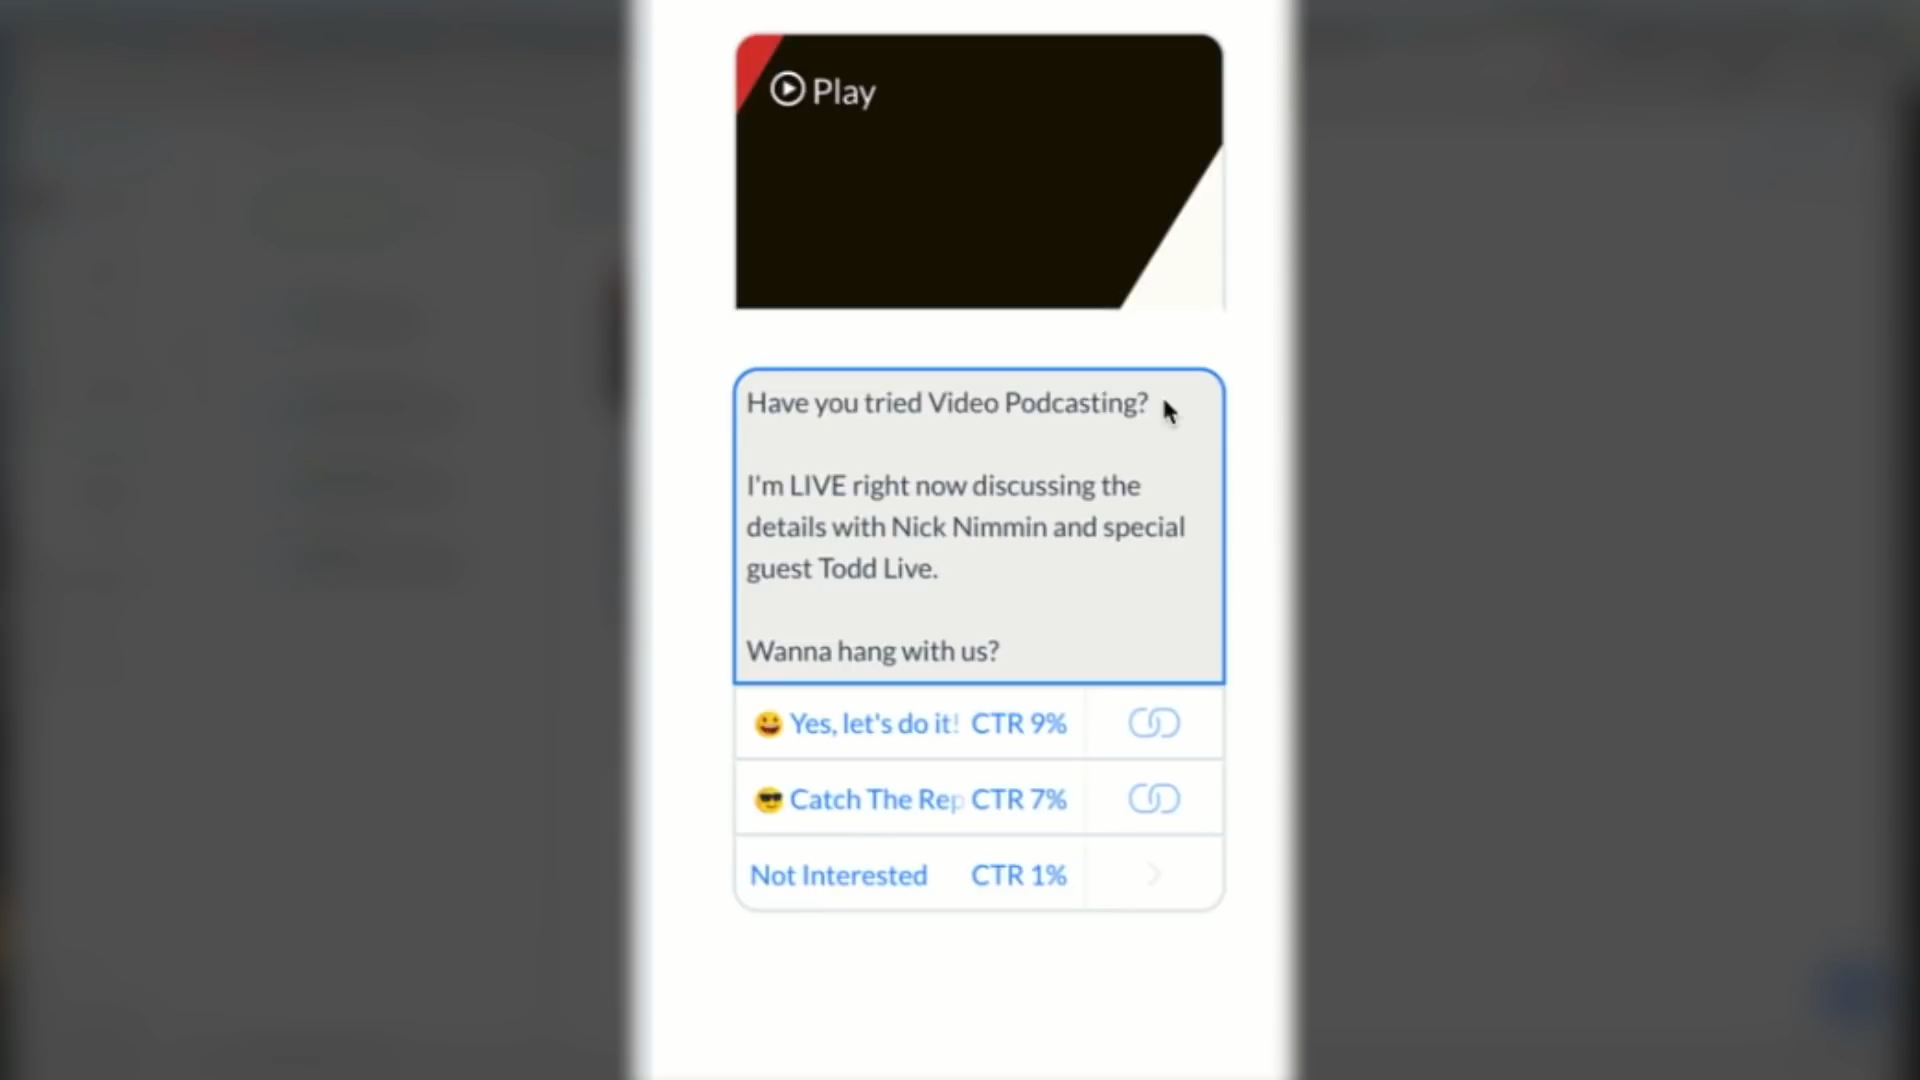 Play
Have you tried Video Podcasting?
I'm LIVE right now discussing the
details with Nick Nimmin and special
guest Todd Live.
Wanna hang with us?
😀 Yes, let's do it! CTR 9%
😎 Catch The Rep CTR 7%
Not Interested CTR 1%